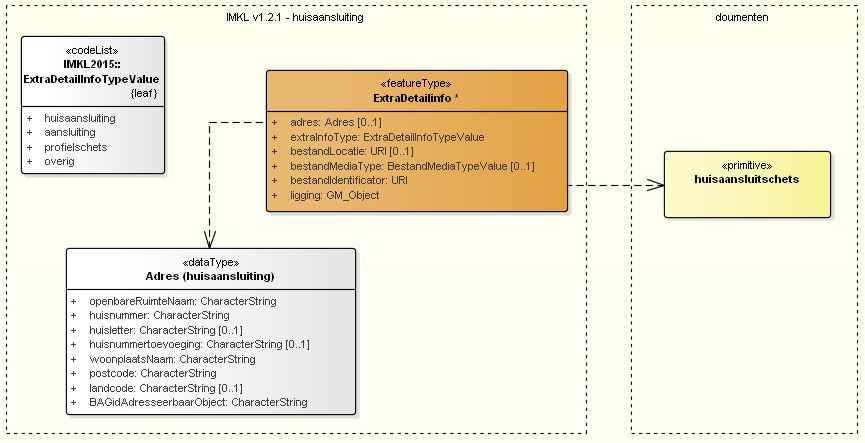 IMKL v1.2.1 - huisaansluiting
«codeList»
IMKL2015::
ExtraDetailInfoTypeValue
{leaf}
+ huisaansluiting
+ aansluiting
+ profielschets
+ overig
«featureType»
ExtraDetailinfo *
+ adres: Adres [0..1]
+ extraInfoType: ExtraDetailInfoTypeValue
+ bestandLocatie: URI [0..1]
+ bestandMediaType: BestandMediaTypeValue [0..1]
+ bestandIdentificator: URI
+ ligging: GM_Object
«dataType»
Adres (huisaansluiting)
+ openbareRuimteNaam: CharacterString
+ huisnummer: CharacterString
+ huisletter: CharacterString [0..1]
+ huisnummertoevoeging: CharacterString [0..1]
+ woonplaatsNaam: CharacterString
+ postcode: CharacterString
+ landcode: CharacterString [0..1]
+ BAGidAdresseerbaarObject: CharacterString
doumenten
«primitive»
huisaansluitschets